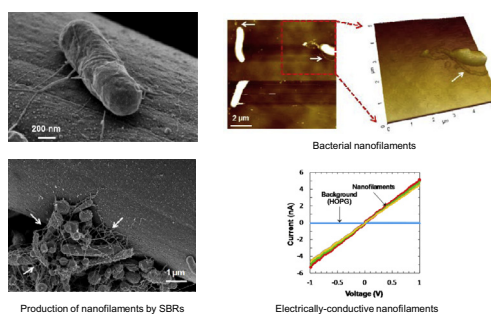 200 nm
2 µm
µm
Bacterial nanofilaments
1 µm
Production of nanofilaments by SBRs
6
4
2
0
-2
-4
-6
Current (nA)
Background
(HOPG)
Nanofilaments
-1
-0.5
0
0.5
1
Voltage (V)
Electrically-conductive nanofilaments